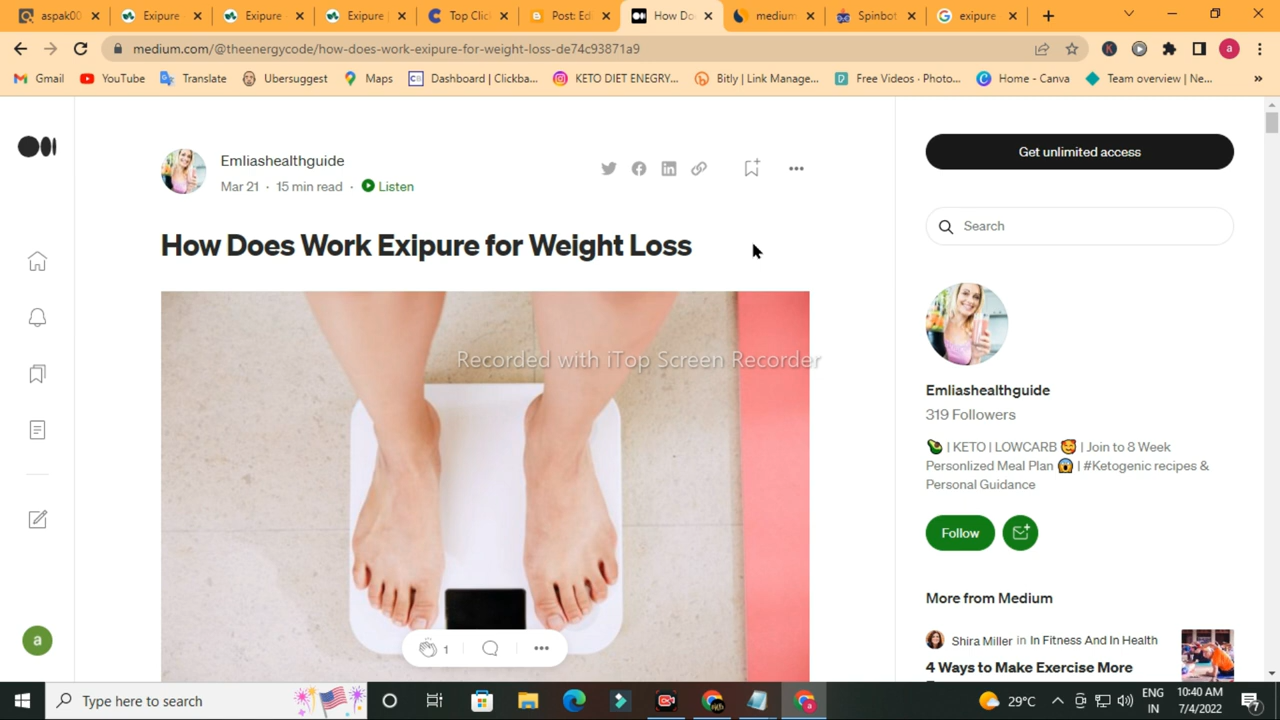 aspak00
Exipure
Exipure
Exipure
Top Clic
Post: Edi
How Do
medium
Spinbot
exipure
medium.com/@theenergycode/how-does-work-exipure-for-weight-loss-de74c93871a9
K
a
Gmail
YouTube
Translate
Ubersuggest
Maps
Dashboard | Clickba...
KETO DIET ENEGRY...
Bitly | Link Manage...
Free Videos · Photo...
Home - Canva
Team overview | Ne...
»
Emliashealthguide
Mar 21 · 15 min read · Listen
How Does Work Exipure for Weight Loss
Recorded with iTop Screen Recorder
1
a
Get unlimited access
Search
Emliashealthguide
319 Followers
🥑 | KETO | LOWCARB 🥰 | Join to 8 Week
Personlized Meal Plan 😱 | #Ketogenic recipes &
Personal Guidance
Follow
More from Medium
Shira Miller in In Fitness And In Health
4 Ways to Make Exercise More
Type here to search
29°C
ENG
IN
10:40 AM
7/4/2022
7